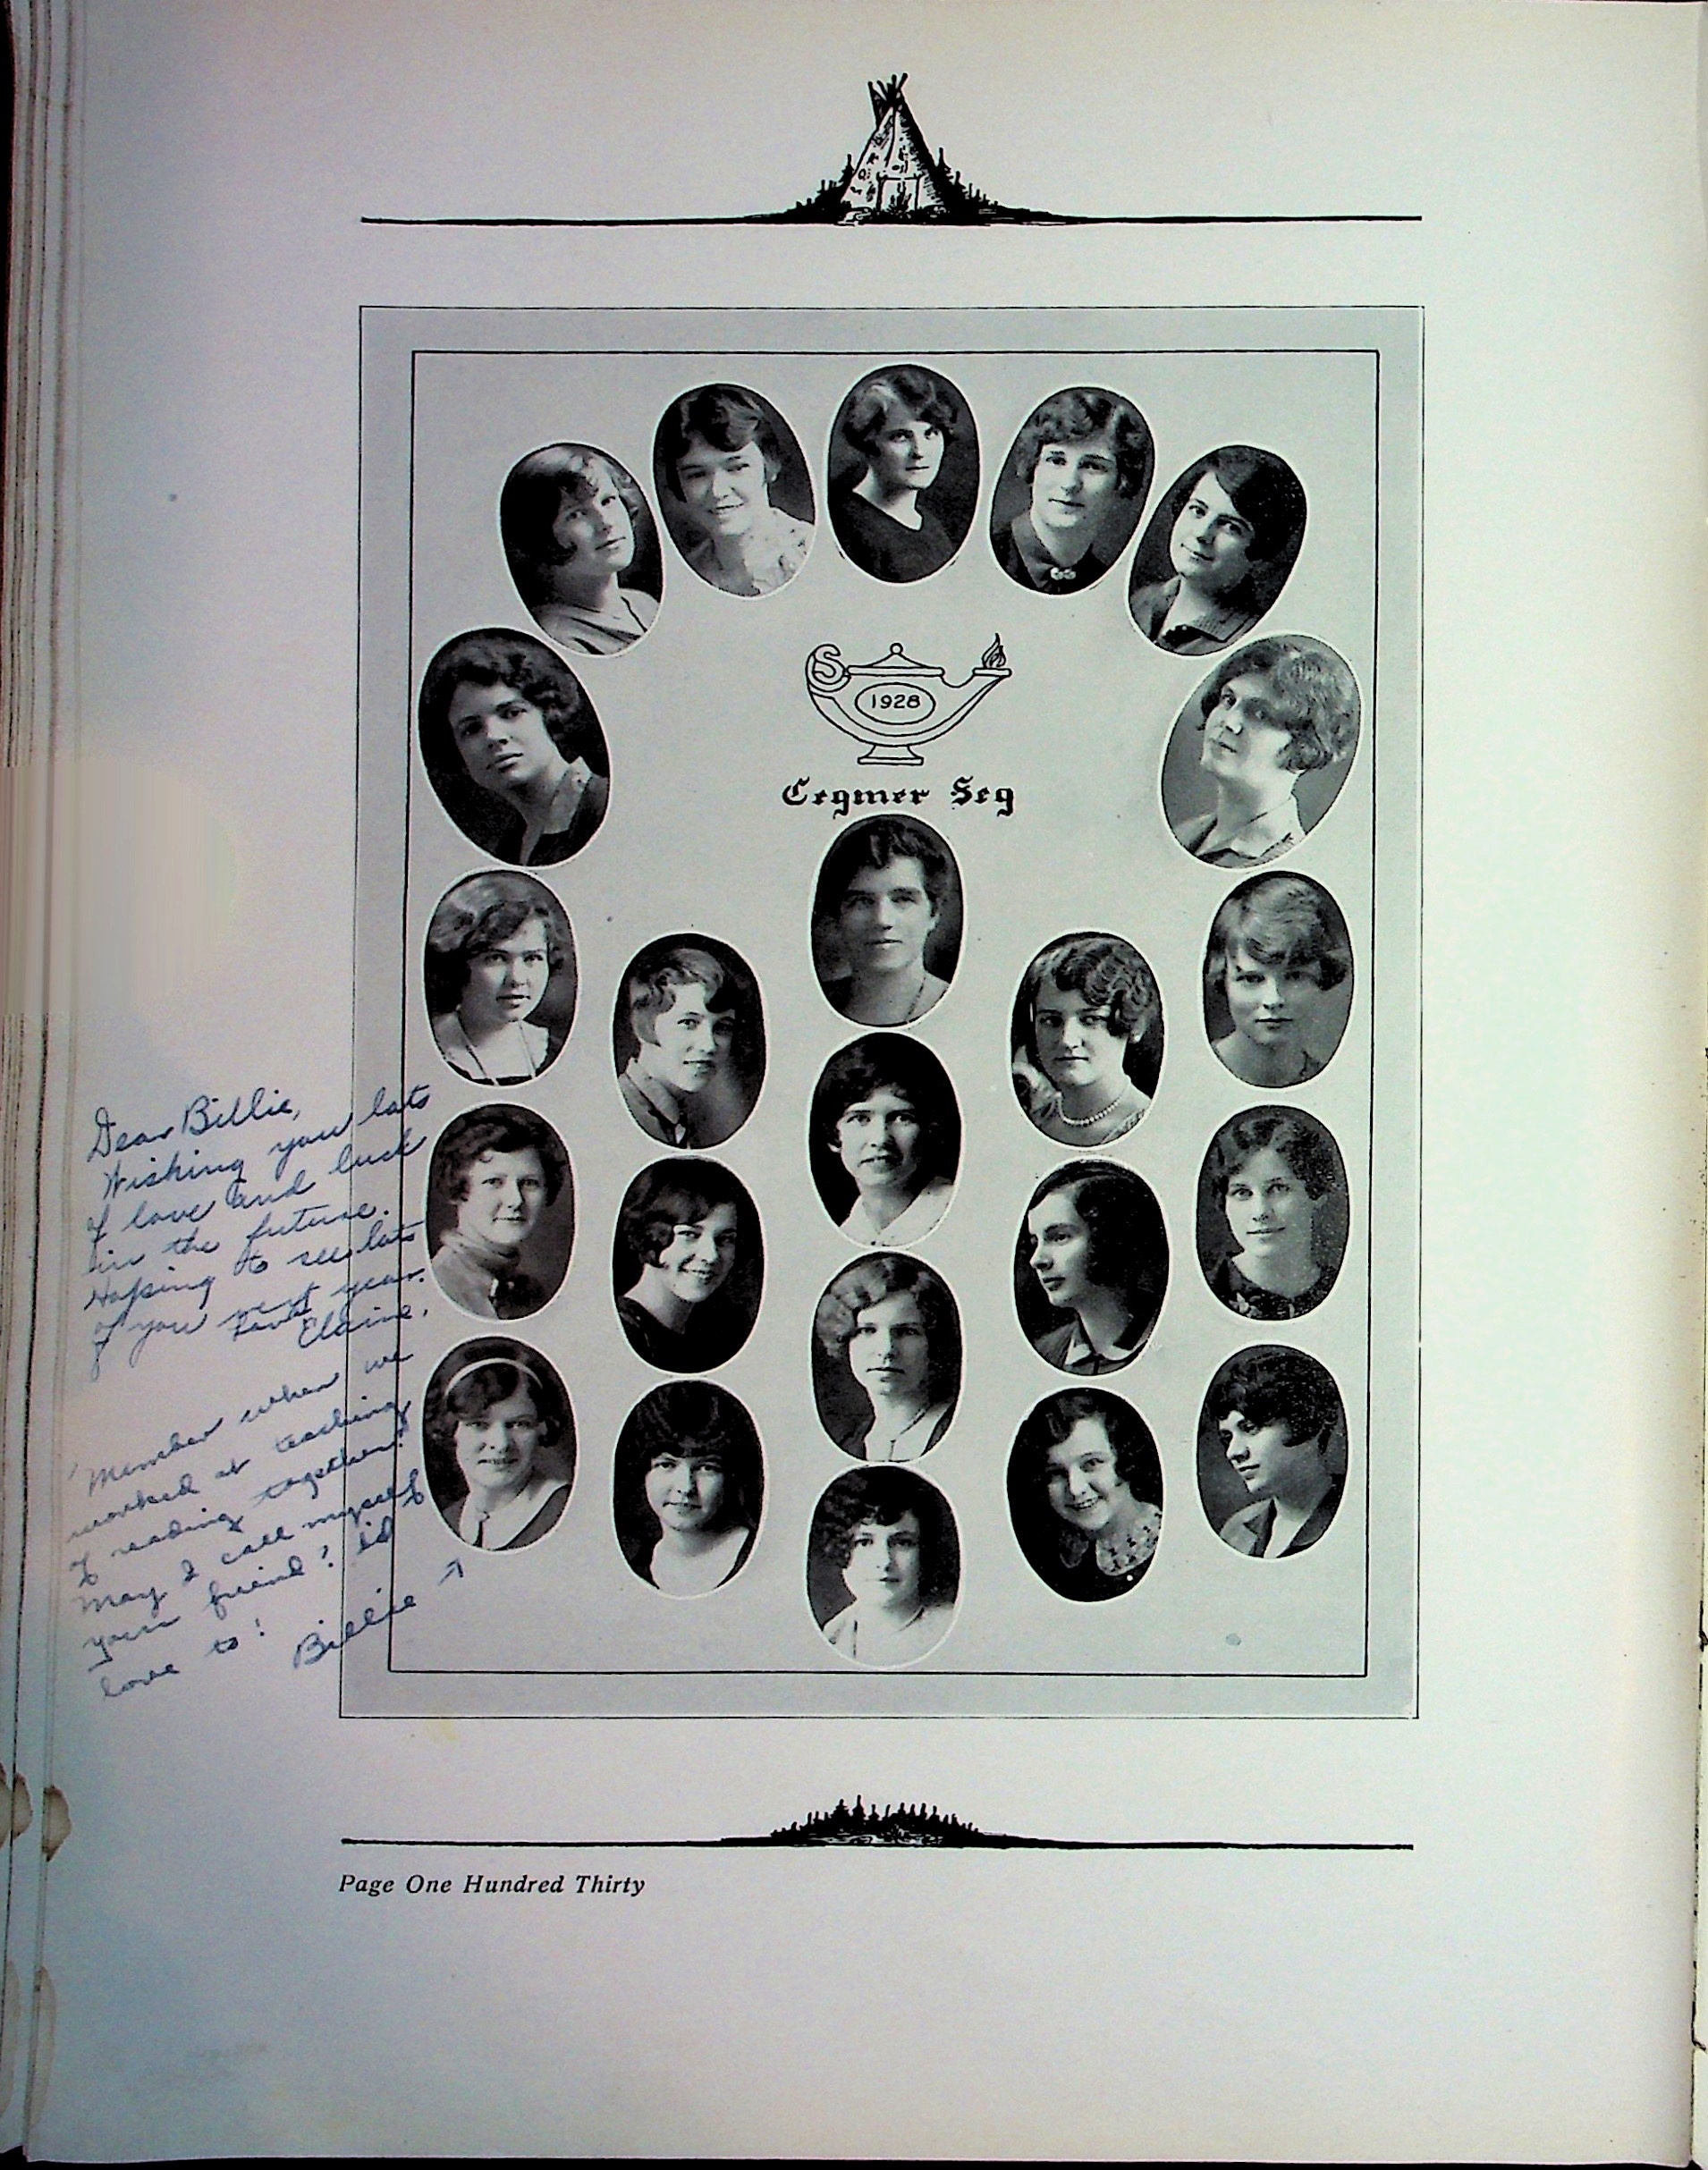 S
1928
Cegmer Seg
Dear Billie,
Wishing you lots
of love and luck
in the future.
Hoping to see lots
of you next year.
Love Elaine.
'Member when we
worked at teaching
of reading together?
May I call myself
your friend? I'd
love to!
Billie →
Page One Hundred Thirty